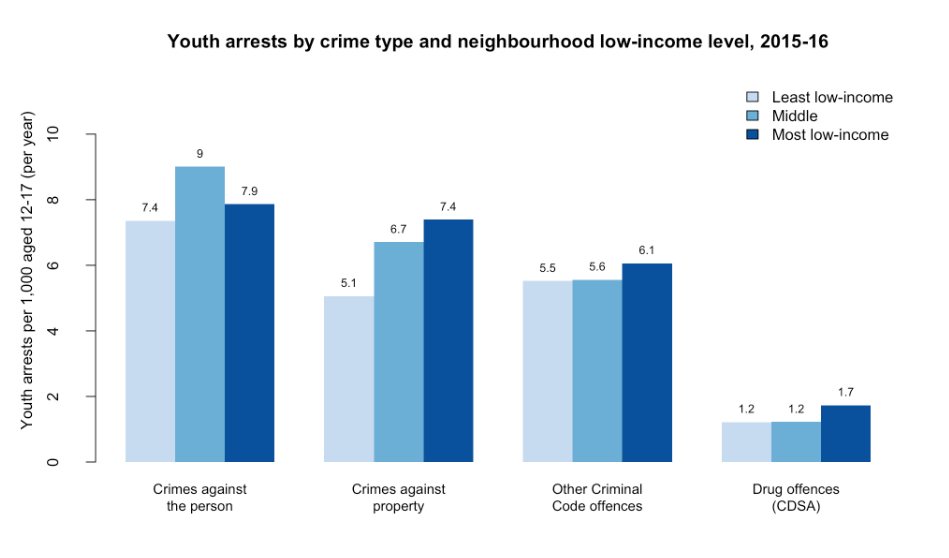 Youth arrests by crime type and neighbourhood low-income level, 2015-16
Least low-income
Middle
Most low-income
Youth arrests per 1,000 aged 12-17 (per year)
10
8
6
4
2
0
7.4
9
7.9
5.1
6.7
7.4
5.5
5.6
6.1
1.2
1.2
1.7
Crimes against
the person
Crimes against
property
Other Criminal
Code offences
Drug offences
(CDSA)